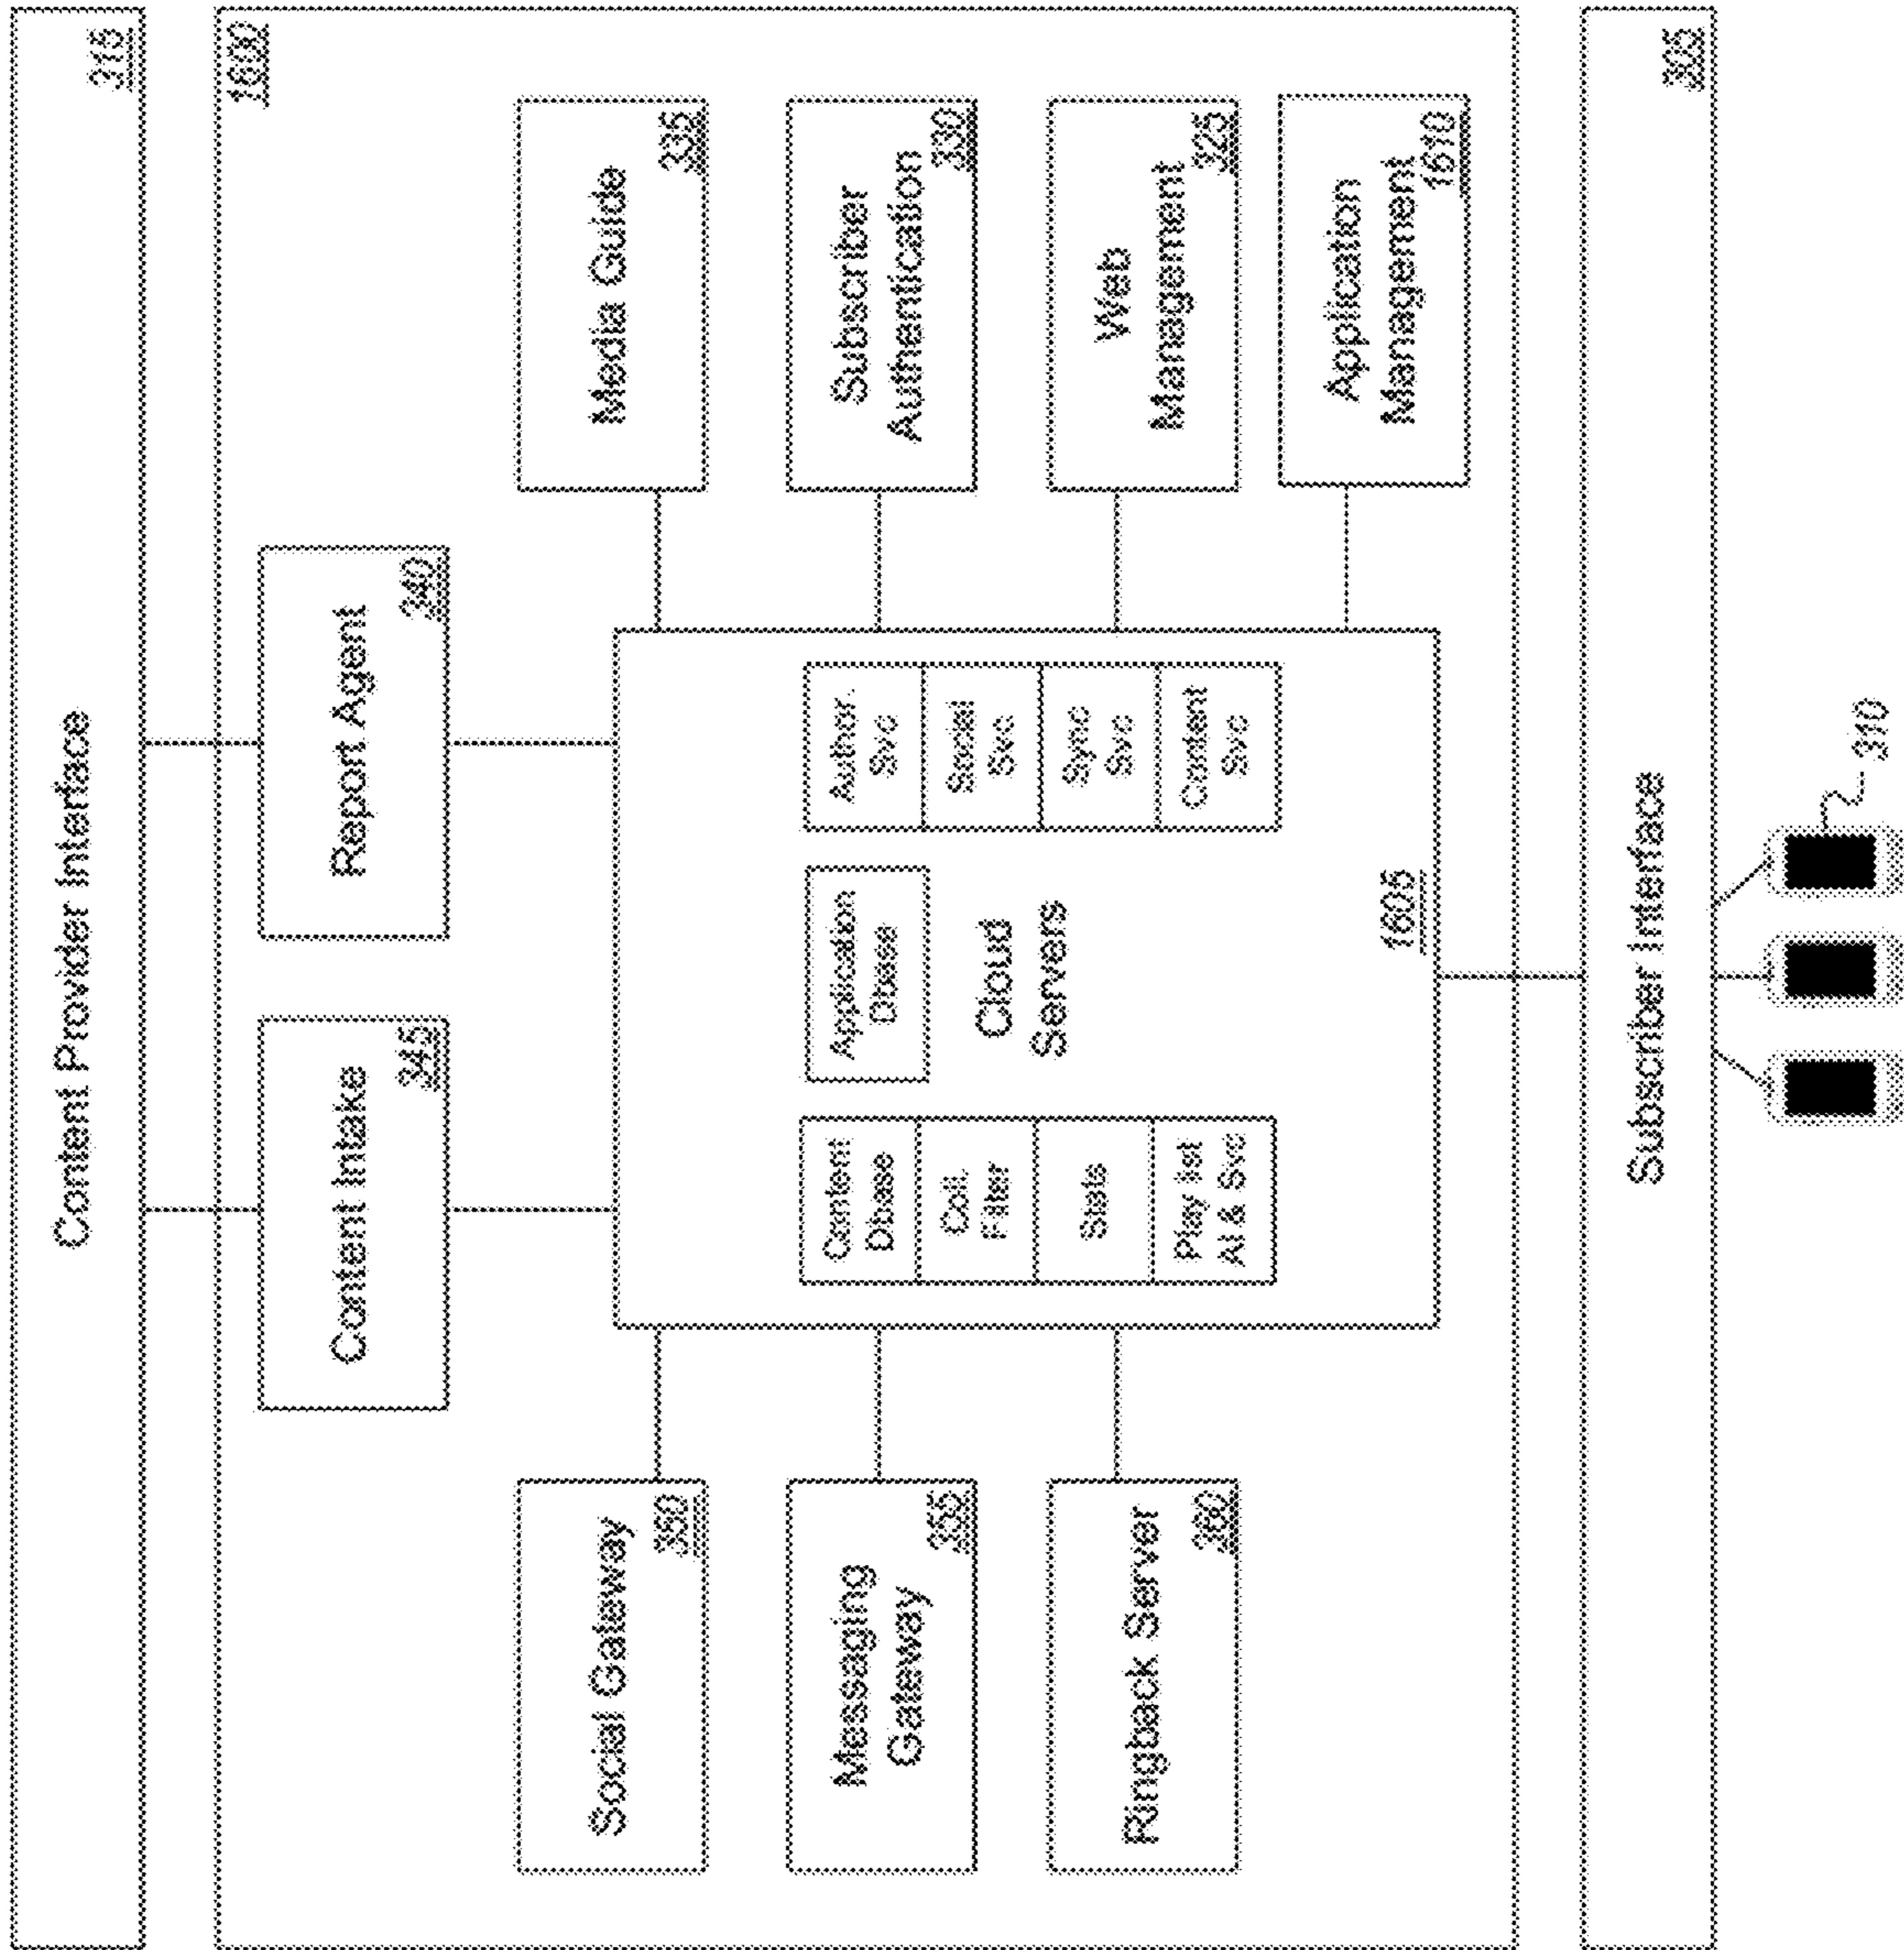 Content Provider Interface
315
1600
Content Intake
345
Report Agent
340
Social Gateway
350
Media Guide
335
Messaging
Gateway
355
Subscriber
Authentication
330
Ringback Server
360
Web
Management
325
Application
Management
1610
Content
Dbase
Coll.
Filter
Stats
Play list
AI & Svc
Application
Dbase
Cloud
Servers
Author.
Svc
Social
Svc
Sync
Svc
Content
Svc
1605
Subscriber Interface
305
310